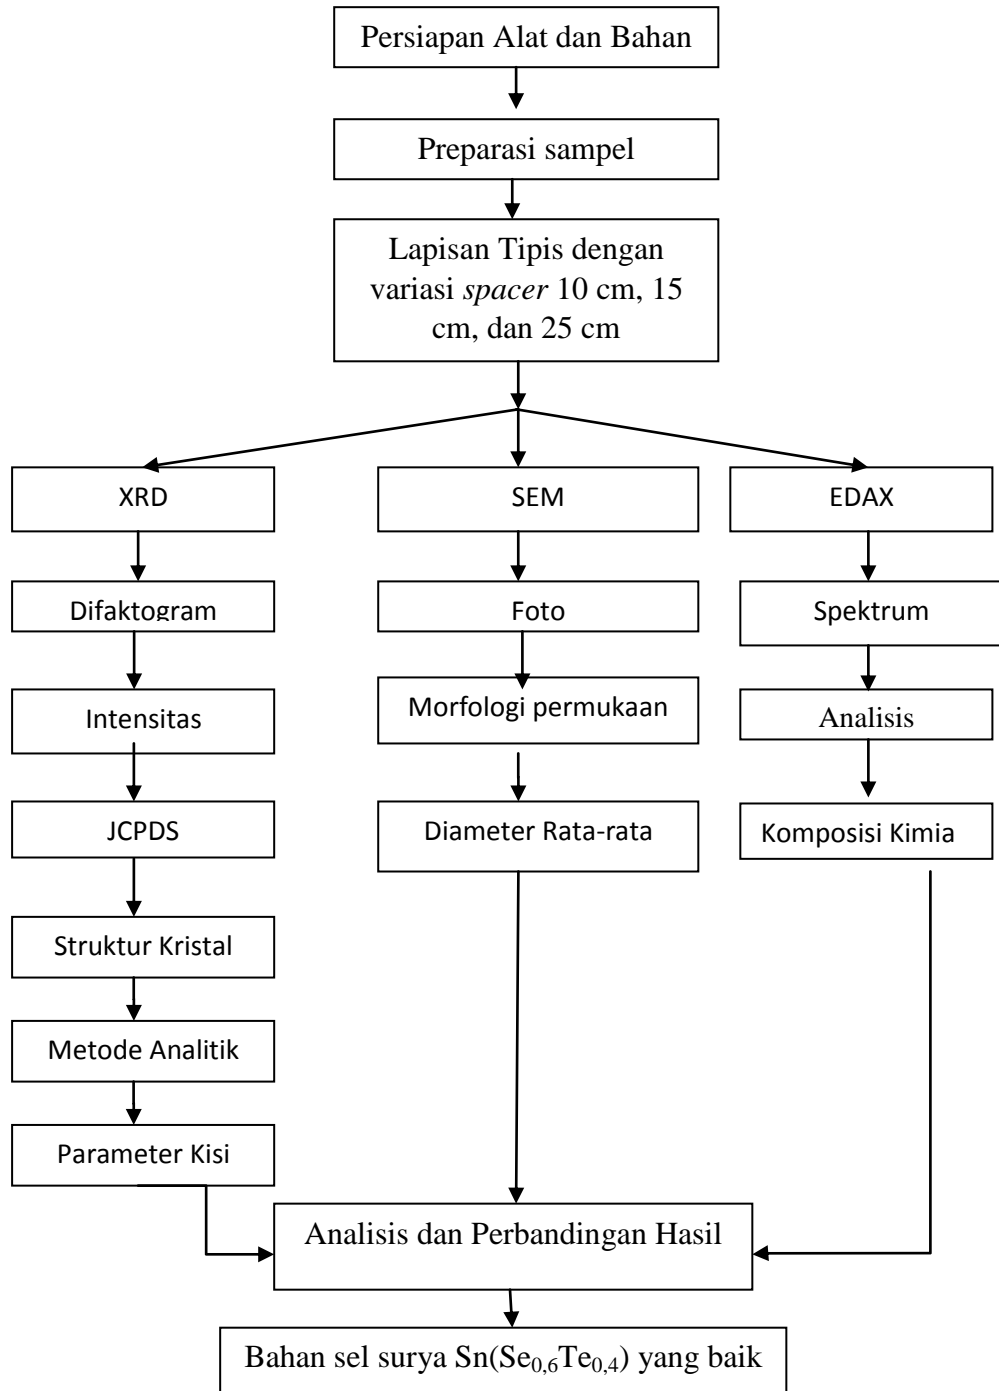 Persiapan Alat dan Bahan
Preparasi sampel
Lapisan Tipis dengan
variasi spacer 10 cm, 15
cm, dan 25 cm
XRD
SEM
EDAX
Difaktogram
Foto
Spektrum
Intensitas
Morfologi permukaan
Analisis
JCPDS
Diameter Rata-rata
Komposisi Kimia
Struktur Kristal
Metode Analitik
Parameter Kisi
Analisis dan Perbandingan Hasil
Bahan sel surya Sn(Se0,6Te0,4) yang baik